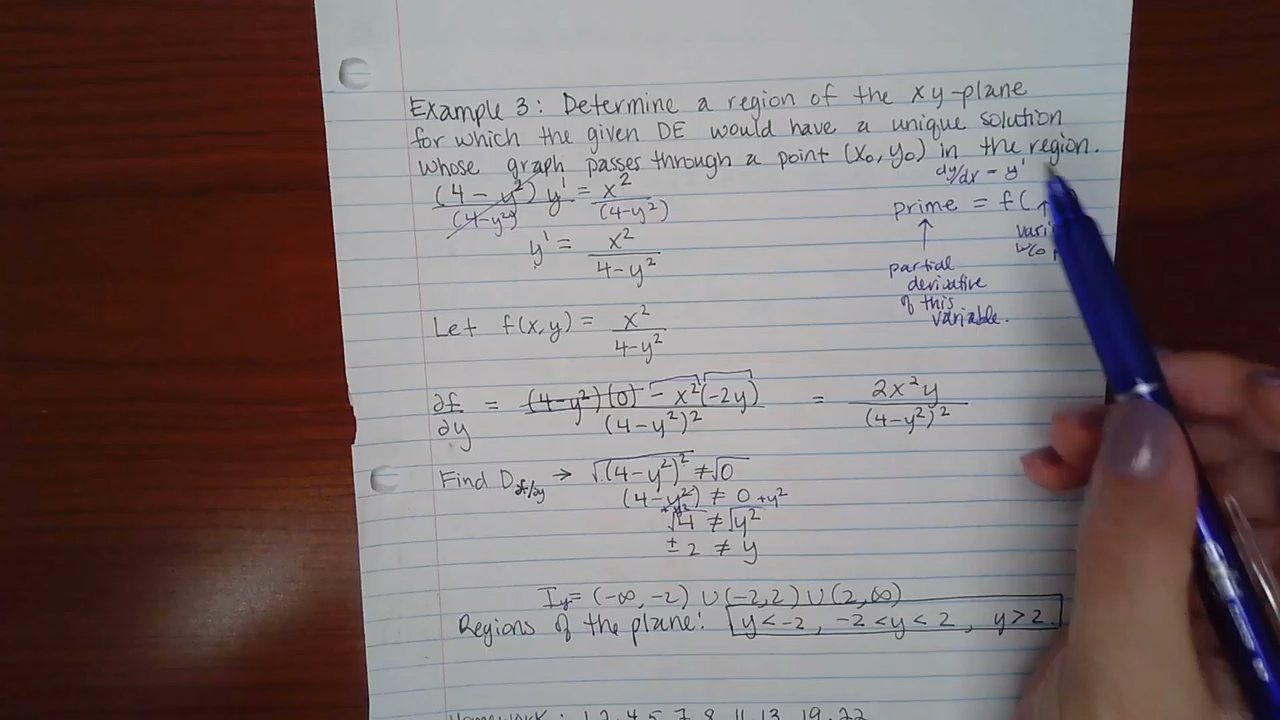 Example 3: Determine a region of the xy-plane
for which the given DE would have a unique solution
whose graph passes through a point (x₀, y₀) in the region.
dy/dx = y'
(4 - y²) y' = x²
(4-y²) (4-y²)
prime = f(
y' = x² / 4-y²
partial
derivative
of this
variable.
Let f(x,y) = x² / 4-y²
∂f/∂y = (4-y²)(0) - x²(-2y) / (4-y²)² = 2x²y / (4-y²)²
Find D∂f/∂y → √(4-y²)² ≠ √0
(4-y²) ≠ 0 +y²
√4 ≠ √y²
± 2 ≠ y
Iy = (-∞, -2) ∪ (-2,2) ∪ (2,∞)
Regions of the plane: y < -2, -2 < y < 2, y > 2